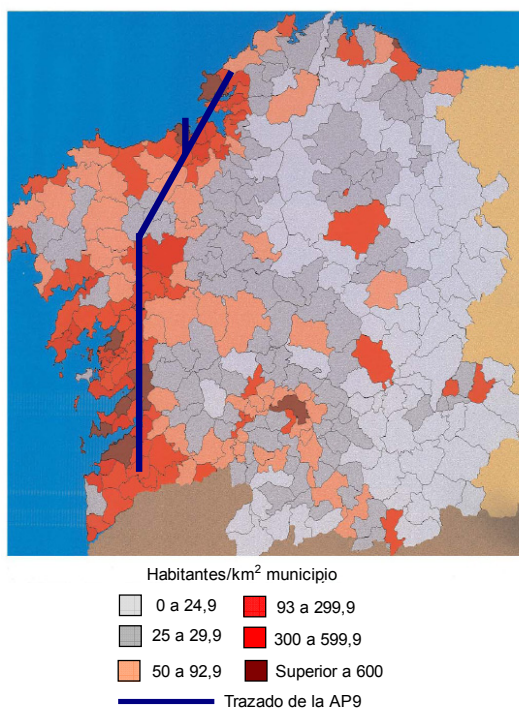 Habitantes/km² municipio
0 a 24,9
93 a 299,9
25 a 29,9
300 a 599,9
50 a 92,9
Superior a 600
Trazado de la AP9